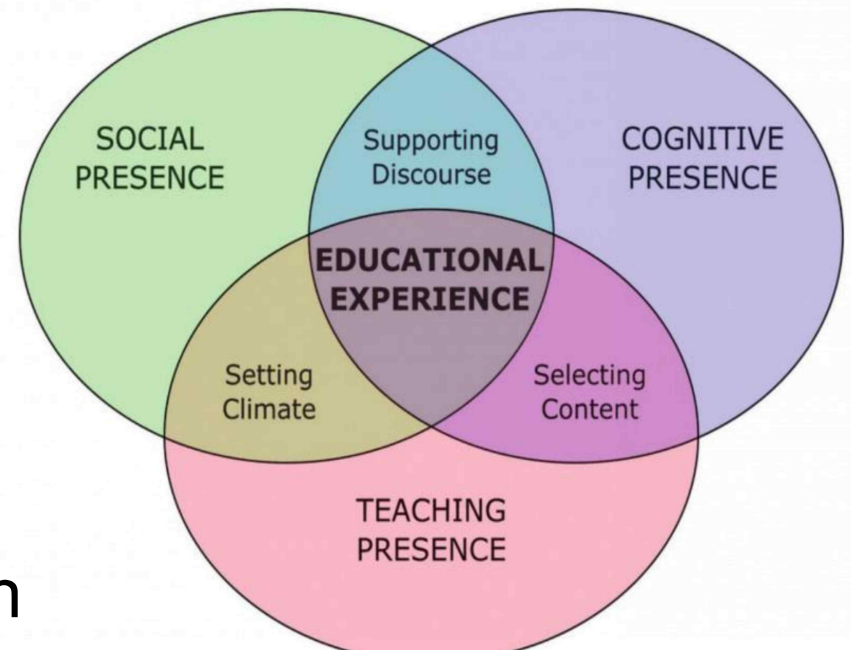 SOCIAL
PRESENCE
Supporting
Discourse
COGNITIVE
PRESENCE
EDUCATIONAL
EXPERIENCE
Setting
Climate
Selecting
Content
TEACHING
PRESENCE